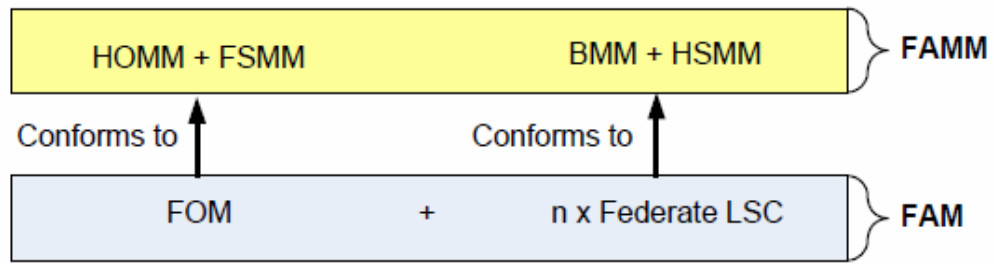 HOMM + FSMM BMM + HSMM FAMM
Conforms to Conforms to
FOM + n x Federate LSC FAM